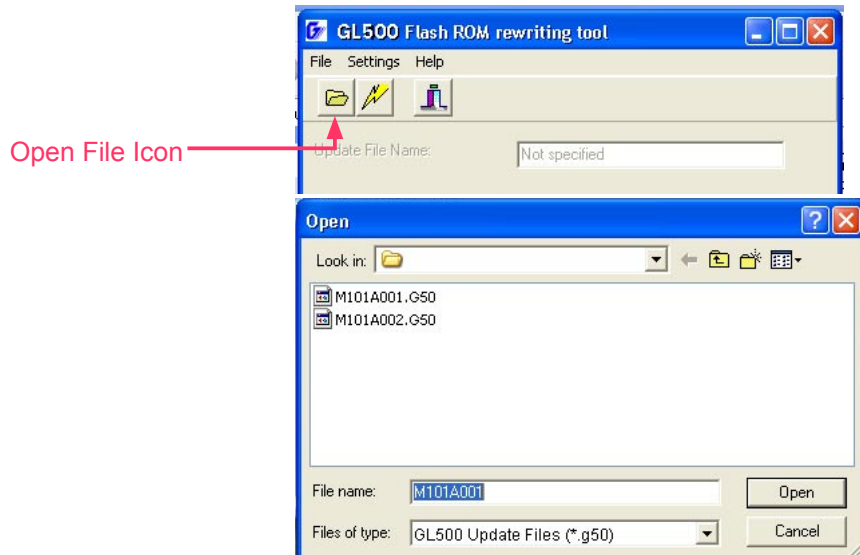 GL500 Flash ROM rewriting tool
File Settings Help
Open File Icon
Update File Name: Not specified
Open
Look in:
M101A001.G50
M101A002.G50
File name: M101A001 Open
Files of type: GL500 Update Files (*.g50) Cancel